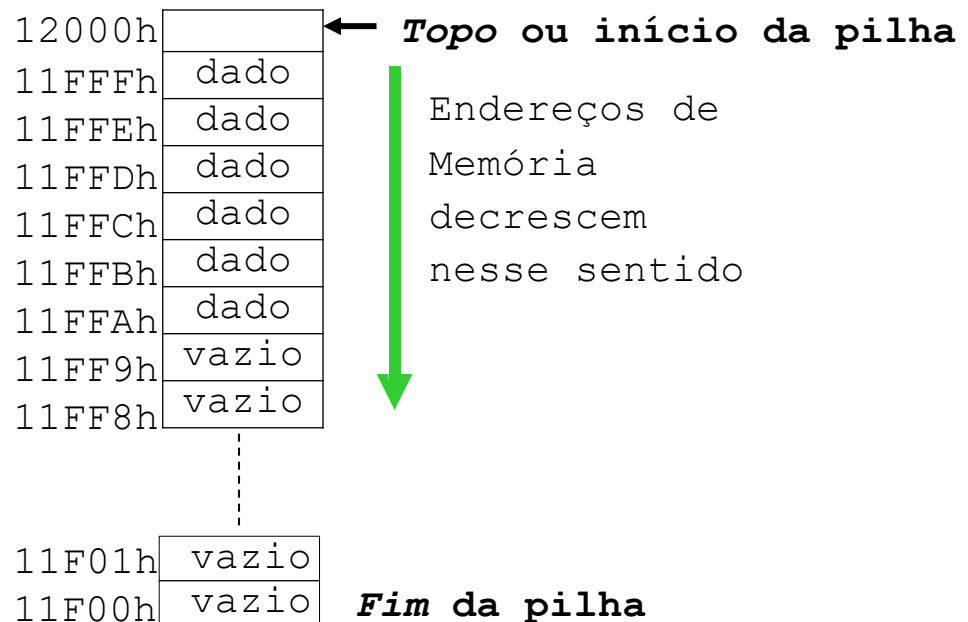 12000h Topo ou início da pilha
11FFFh dado
11FFEh dado
11FFDh dado
11FFCh dado
11FFBh dado
11FFAh dado
11FF9h vazio
11FF8h vazio
Endereços de
Memória
decrescem
nesse sentido
11F01h vazio
11F00h vazio Fim da pilha